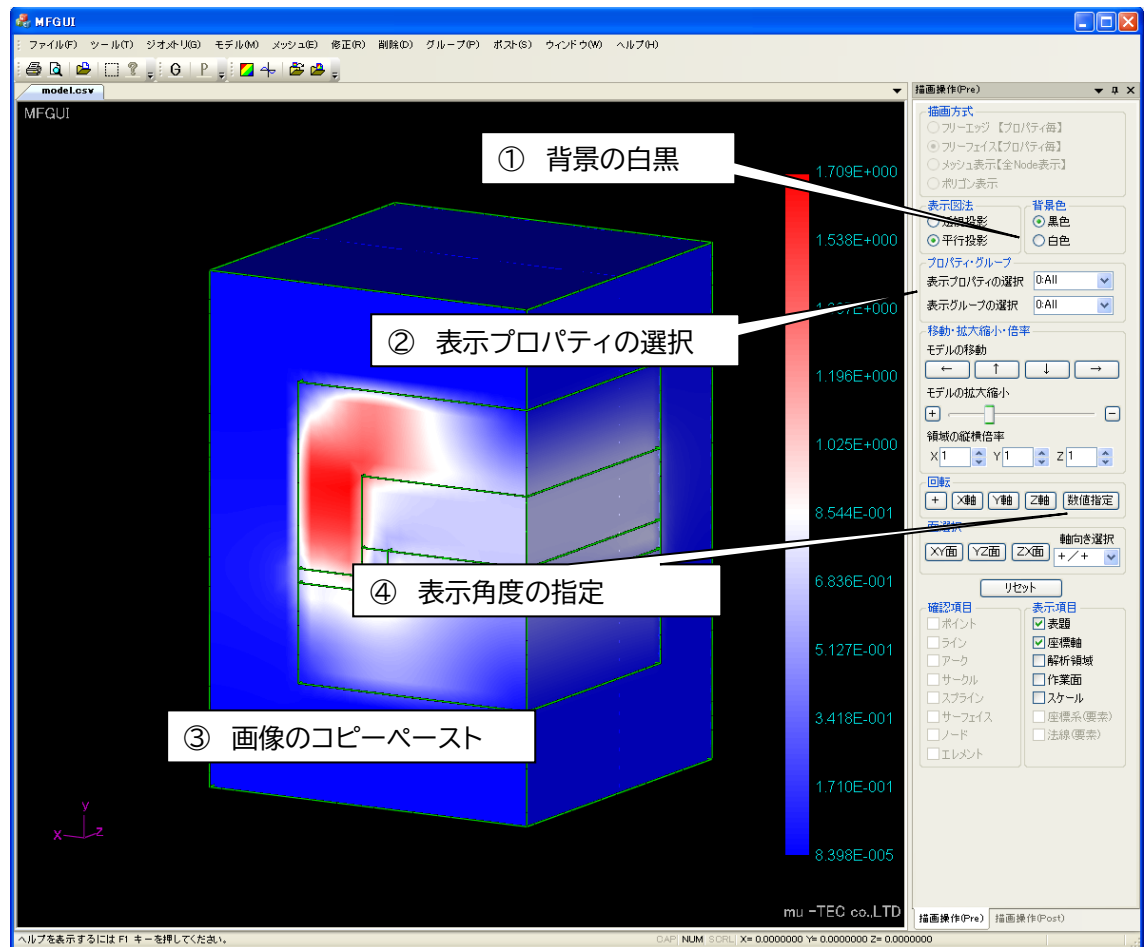 MFGUI
ファイル(F) ツール(T) ジオメトリ(G) モデル(M) メッシュ(E) 修正(R) 削除(D) グループ(P) ポスト(S) ウィンドウ(W) ヘルプ(H)
G P
model.csv
MFGUI
① 背景の白黒
② 表示プロパティの選択
④ 表示角度の指定
③ 画像のコピーペースト
1.709E+000
1.538E+000
1.196E+000
1.025E+000
8.544E-001
6.836E-001
5.127E-001
3.418E-001
1.710E-001
8.398E-005
y
x z
mu -TEC co.,LTD
描画操作(Pre)
描画方式
フリーエッジ 【プロパティ毎】
フリーフェイス【プロパティ毎】
メッシュ表示【全Node表示】
ポリゴン表示
表示図法
平行投影
背景色
黒色
白色
プロパティ・グループ
表示プロパティの選択 0:All
表示グループの選択 0:All
移動・拡大縮小・倍率
モデルの移動
← ↑ ↓ →
モデルの拡大縮小
+ -
領域の縦横倍率
X 1 Y 1 Z 1
回転
+ X軸 Y軸 Z軸 数値指定
面選択
軸向き選択
XY面 YZ面 ZX面 +/+
リセット
確認項目
ポイント
ライン
アーク
サークル
スプライン
サーフェイス
ノード
エレメント
表示項目
表題
座標軸
解析領域
作業面
スケール
座標系(要素)
法線(要素)
描画操作(Pre) 描画操作(Post)
ヘルプを表示するには F1 キーを押してください。
CAP NUM SCRL X= 0.0000000 Y= 0.0000000 Z= 0.0000000